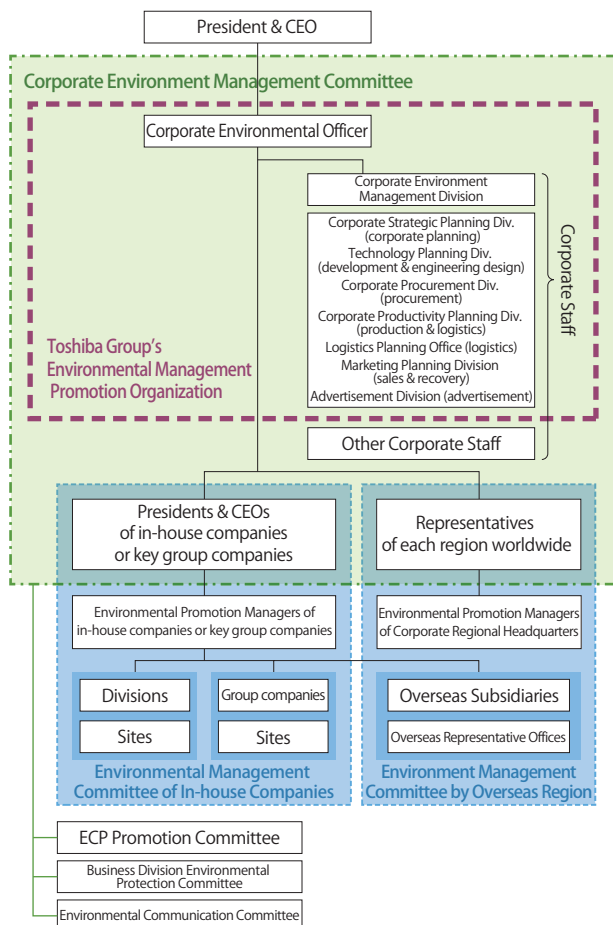 President & CEO
Corporate Environment Management Committee
Corporate Environmental Officer
Corporate Environment
Management Division
Corporate Strategic Planning Div.
(corporate planning)
Technology Planning Div.
(development & engineering design)
Corporate Procurement Div.
(procurement)
Corporate Productivity Planning Div.
(production & logistics)
Logistics Planning Office (logistics)
Marketing Planning Division
(sales & recovery)
Advertisement Division (advertisement)
Corporate Staff
Toshiba Group's
Environmental Management
Promotion Organization
Other Corporate Staff
Presidents & CEOs
of in-house companies
or key group companies
Representatives
of each region worldwide
Environmental Promotion Managers of
in-house companies or key group companies
Environmental Promotion Managers
of Corporate Regional Headquarters
Divisions
Sites
Group companies
Sites
Overseas Subsidiaries
Overseas Representative Offices
Environmental Management
Committee of In-house Companies
Environment Management
Committee by Overseas Region
ECP Promotion Committee
Business Division Environmental
Protection Committee
Environmental Communication Committee